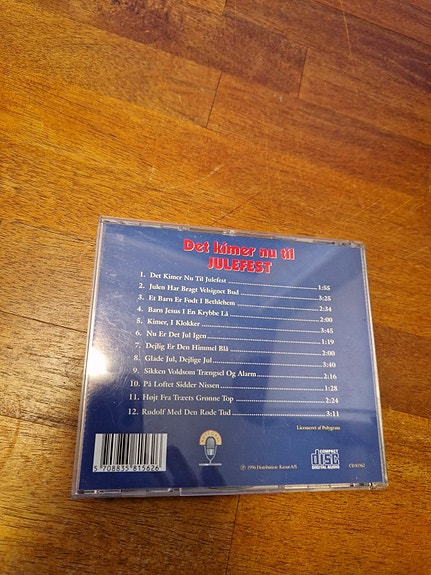 Det kimer nu til
JULEFEST
1. Det Kimer Nu Til Julefest 1:55
2. Julen Har Bragt Velsignet Bud 3:25
3. Et Barn Er Født I Bethlehem 2:34
4. Barn Jesus I En Krybbe Lå 2:00
5. Kimer, I Klokker 3:45
6. Nu Er Det Jul Igen 1:19
7. Dejlig Er Den Himmel Blå 2:00
8. Glade Jul, Dejlige Jul 3:40
9. Sikken Voldsom Trængsel Og Alarm 2:16
10. På Loftet Sidder Nissen 1:28
11. Højt Fra Træets Grønne Top 2:24
12. Rudolf Med Den Røde Tud 3:11
Licenseret af Polygram
5 708835 815626
℗ 1996 Distribution:
COMPACT
disc
DIGITAL AUDIO